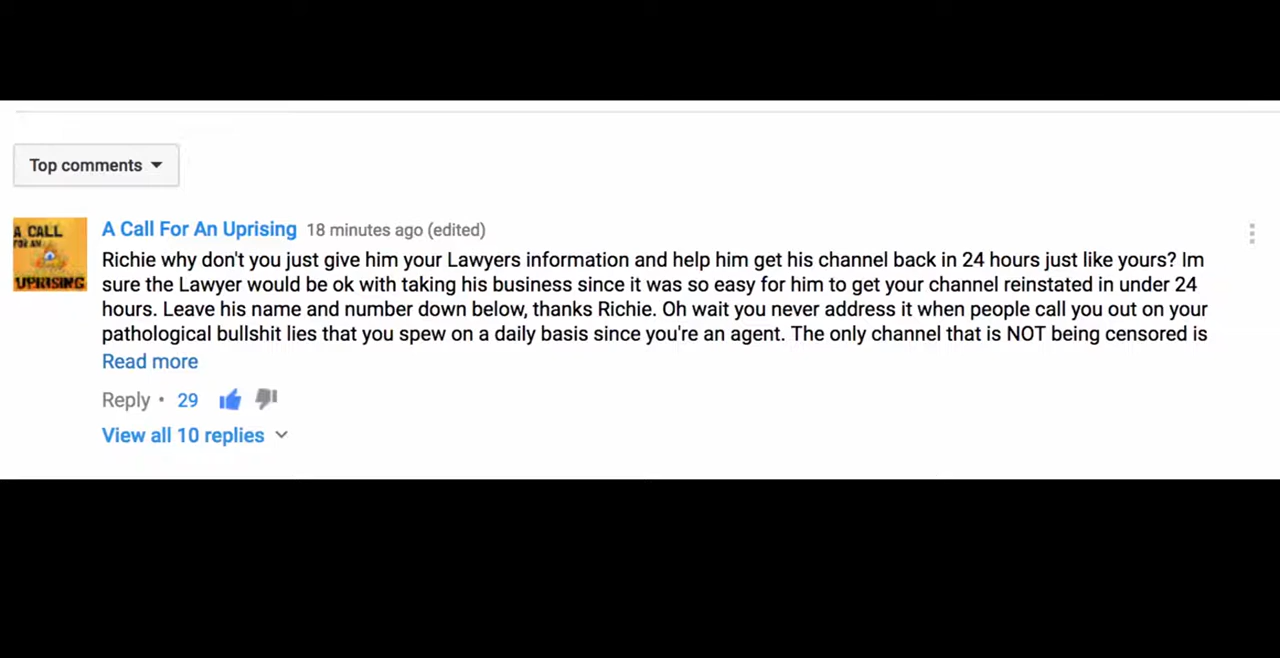 Top comments
A CALL
FOR AN
UPRISING
A Call For An Uprising 18 minutes ago (edited)
Richie why don't you just give him your Lawyers information and help him get his channel back in 24 hours just like yours? Im
sure the Lawyer would be ok with taking his business since it was so easy for him to get your channel reinstated in under 24
hours. Leave his name and number down below, thanks Richie. Oh wait you never address it when people call you out on your
pathological bullshit lies that you spew on a daily basis since you're an agent. The only channel that is NOT being censored is
Read more
Reply • 29
View all 10 replies